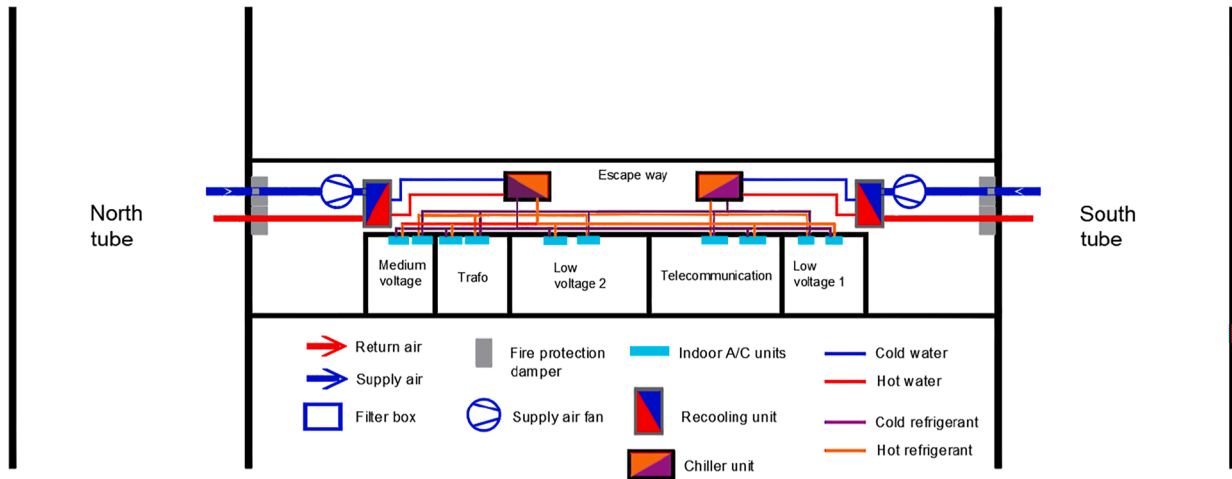 Escape way
North
tube
South
tube
Medium
voltage
Trafo
Low
voltage 2
Telecommunication
Low
voltage 1
Return air
Supply air
Filter box
Fire protection
damper
Supply air fan
Indoor A/C units
Recooling unit
Chiller unit
Cold water
Hot water
Cold refrigerant
Hot refrigerant